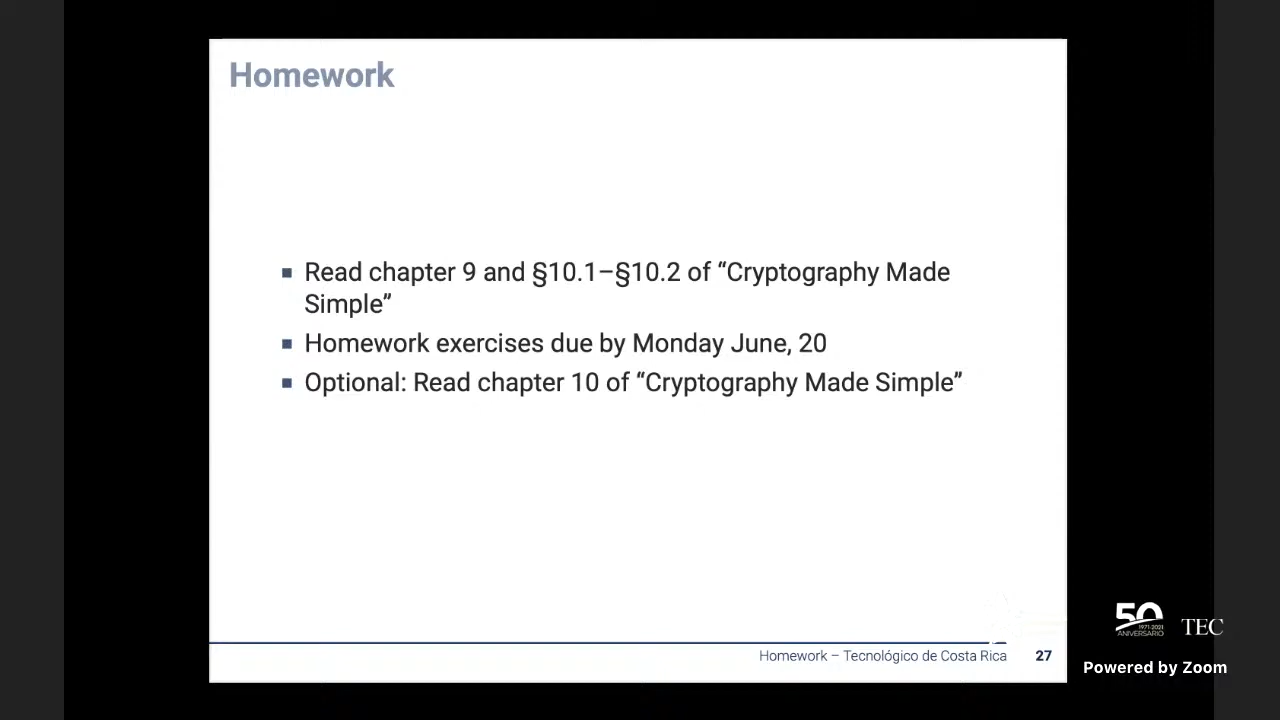 Homework
Read chapter 9 and §10.1–§10.2 of “Cryptography Made
Simple”
Homework exercises due by Monday June, 20
Optional: Read chapter 10 of “Cryptography Made Simple”
Homework – Tecnológico de Costa Rica 27
50
1971-2021
ANIVERSARIO
TEC
Powered by Zoom